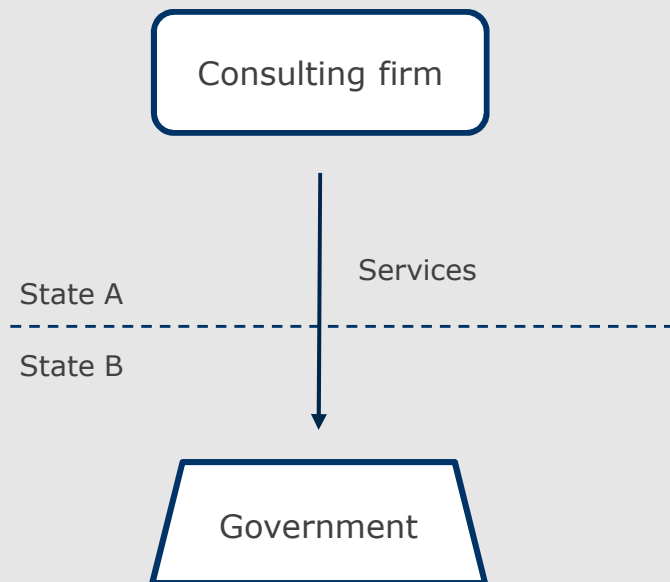 Consulting firm
Services
State A
State B
Government